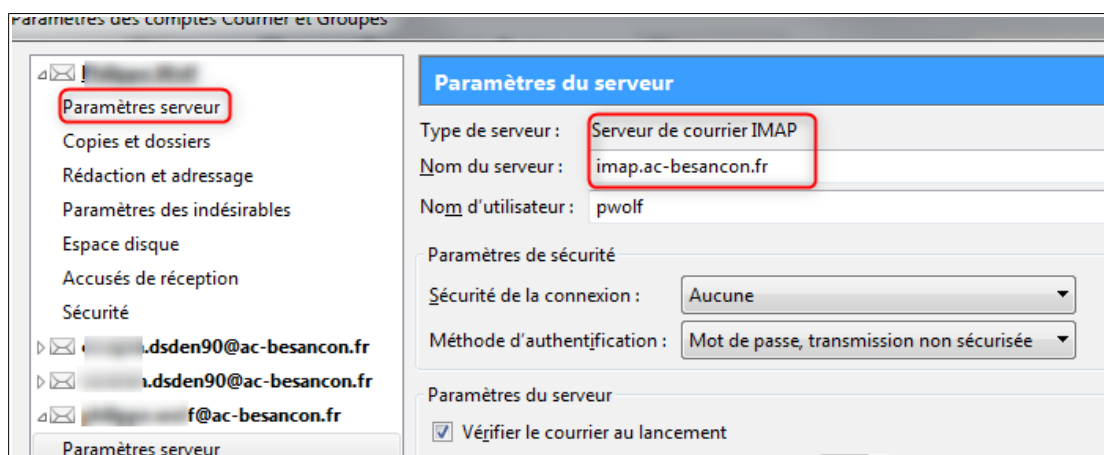 Paramètres des comptes Courrier et Groupes
Paramètres serveur
Copies et dossiers
Rédaction et adressage
Paramètres des indésirables
Espace disque
Accusés de réception
Sécurité
.dsden90@ac-besancon.fr
.dsden90@ac-besancon.fr
f@ac-besancon.fr
Paramètres serveur
Paramètres du serveur
Type de serveur : Serveur de courrier IMAP
Nom du serveur : imap.ac-besancon.fr
Nom d'utilisateur : pwolf
Paramètres de sécurité
Sécurité de la connexion : Aucune
Méthode d'authentification : Mot de passe, transmission non sécurisée
Paramètres du serveur
Vérifier le courrier au lancement